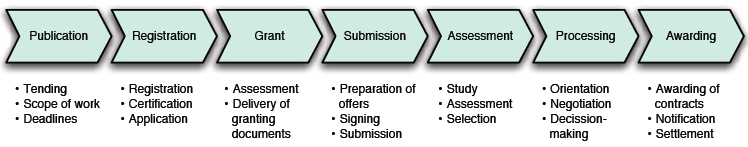 Publication
Registration
Grant
Submission
Assessment
Processing
Awarding
• Tending
• Scope of work
• Deadlines
• Registration
• Certification
• Application
• Assessment
• Delivery of
granting
documents
• Preparation of
offers
• Signing
• Submission
• Study
• Assessment
• Selection
• Orientation
• Negotiation
• Decission-
making
• Awarding of
contracts
• Notification
• Settlement